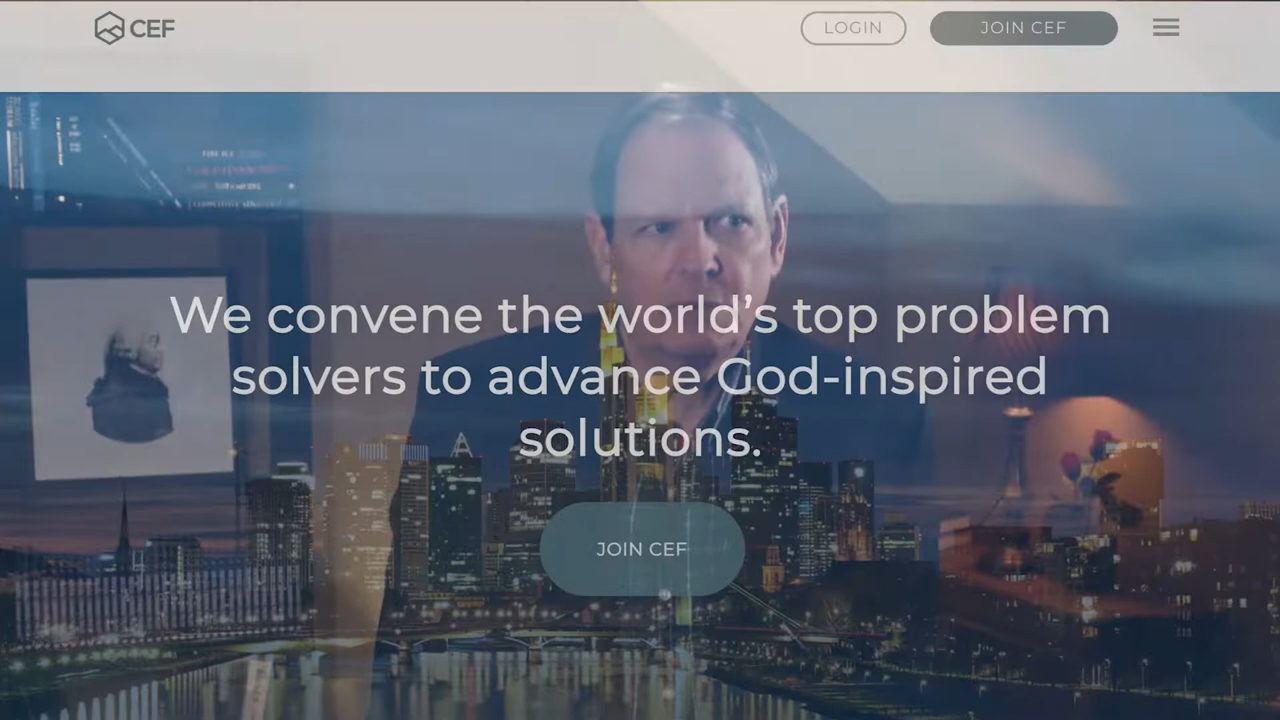 CEF
LOGIN
JOIN CEF
We convene the world's top problem
solvers to advance God-inspired
solutions.
JOIN CEF